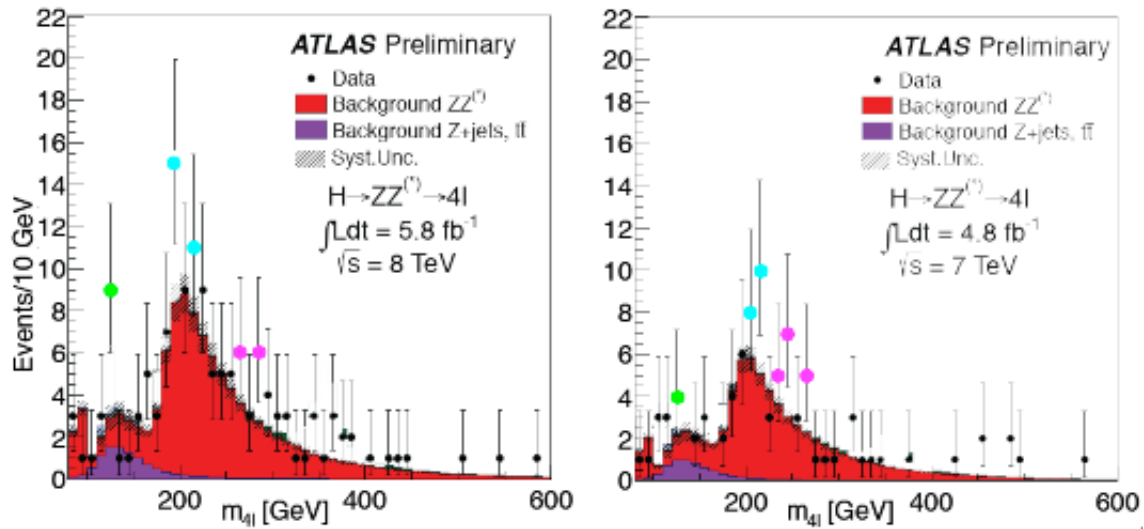 22
20
18
16
14
12
10
8
6
4
2
0
Events/10 GeV
ATLAS Preliminary
Data
Background ZZ(*)
Background Z+jets, tt̄
Syst.Unc.
H→ZZ(*)→4l
∫Ldt = 5.8 fb-1
√s = 8 TeV
200 400 600
m4l [GeV]
22
20
18
16
14
12
10
8
6
4
2
0
ATLAS Preliminary
Data
Background ZZ(*)
Background Z+jets, tt̄
Syst.Unc.
H→ZZ(*)→4l
∫Ldt = 4.8 fb-1
√s = 7 TeV
200 400 600
m4l [GeV]